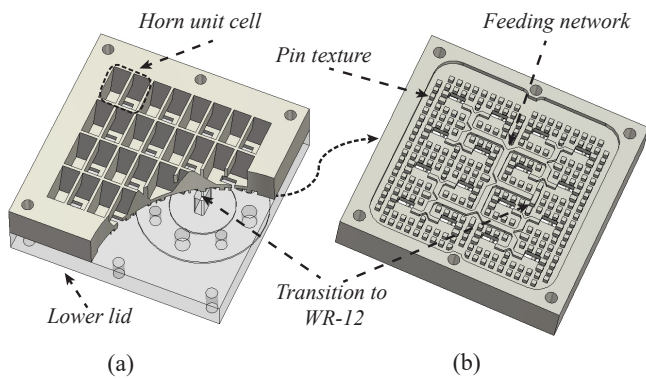 Horn unit cell
Feeding network
Pin texture
Lower lid
Transition to
WR-12
(a)
(b)